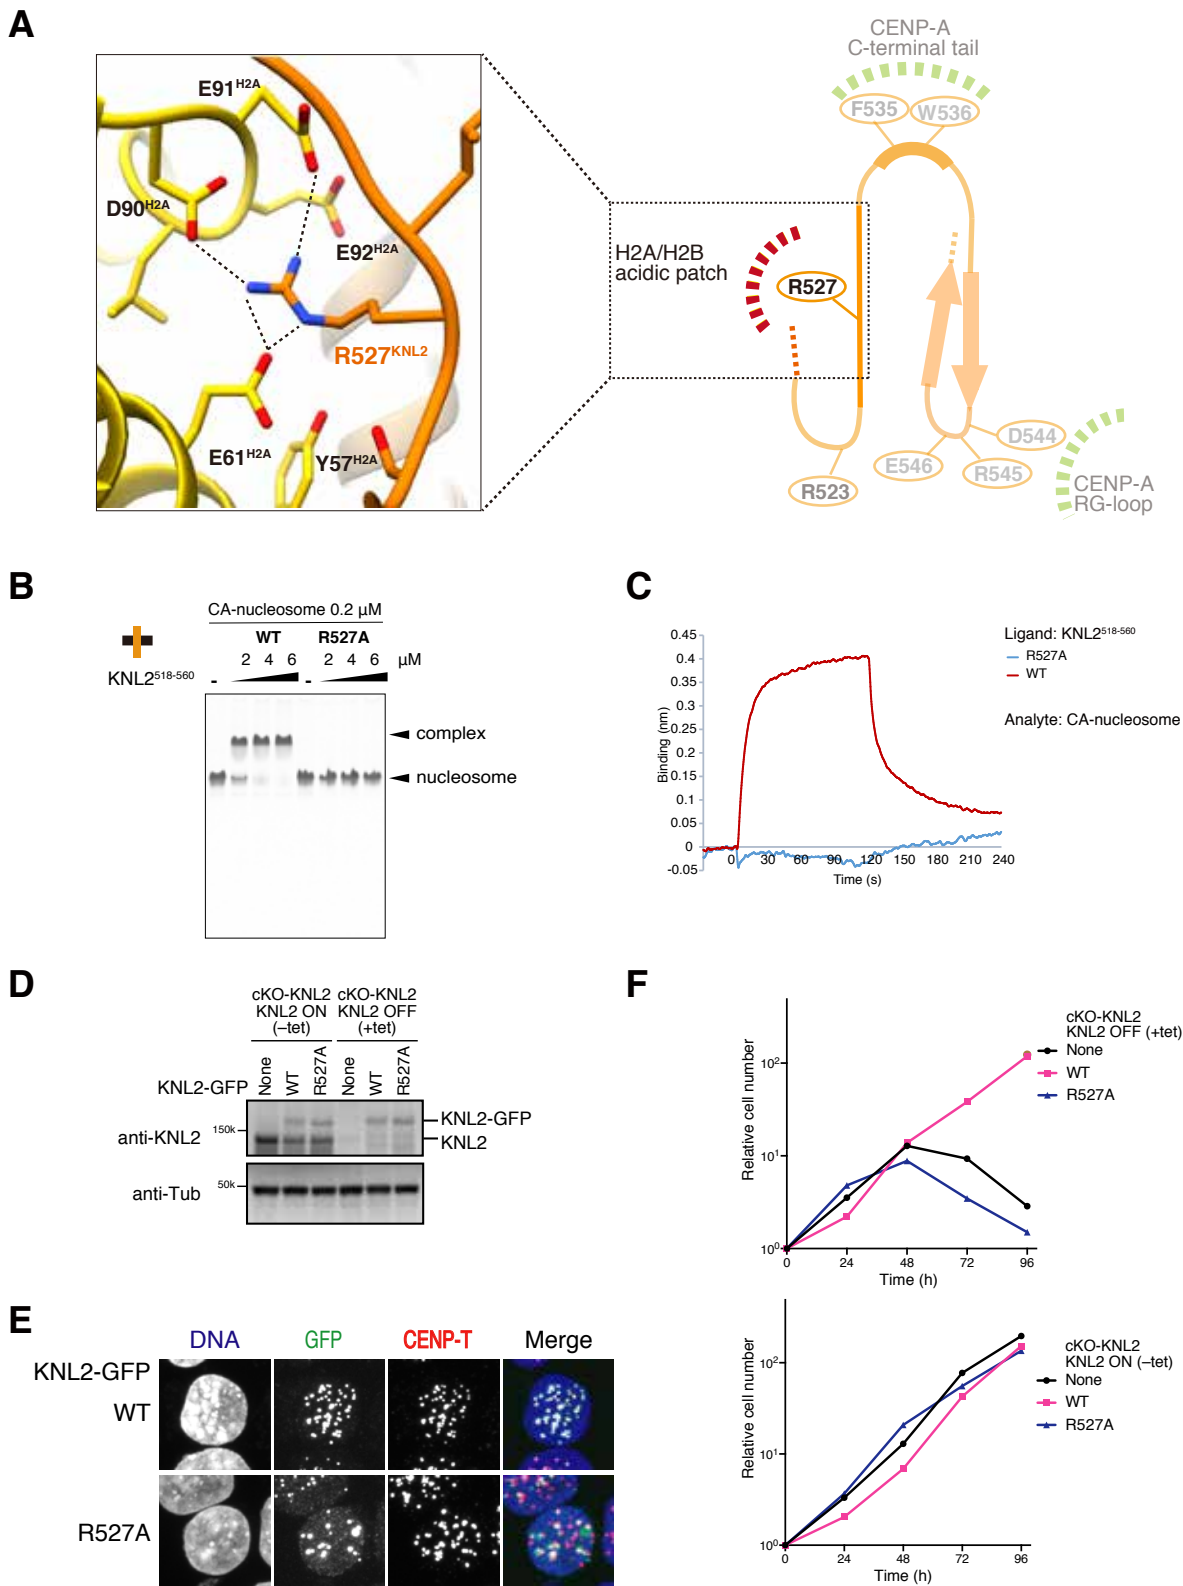 A
E91H2A
D90H2A
E92H2A
R527KNL2
E61H2A
Y57H2A
CENP-A
C-terminal tail
F535
W536
H2A/H2B
acidic patch
R527
R523
E546
R545
D544
CENP-A
RG-loop
B
CA-nucleosome 0.2 µM
WT
R527A
KNL2518-560
- 2 4 6 - 2 4 6 µM
complex
nucleosome
C
Binding (nm)
0.45
0.4
0.35
0.3
0.25
0.2
0.15
0.1
0.05
0
-0.05
0 30 60 90 120 150 180 210 240
Time (s)
Ligand: KNL2518-560
R527A
WT
Analyte: CA-nucleosome
D
cKO-KNL2
KNL2 ON
(–tet)
cKO-KNL2
KNL2 OFF
(+tet)
KNL2-GFP
None WT R527A None WT R527A
anti-KNL2
150k
KNL2-GFP
KNL2
anti-Tub
50k
E
DNA GFP CENP-T Merge
KNL2-GFP
WT
R527A
F
Relative cell number
102
101
100
0 24 48 72 96
Time (h)
cKO-KNL2
KNL2 OFF (+tet)
None
WT
R527A
Relative cell number
102
101
100
0 24 48 72 96
Time (h)
cKO-KNL2
KNL2 ON (–tet)
None
WT
R527A